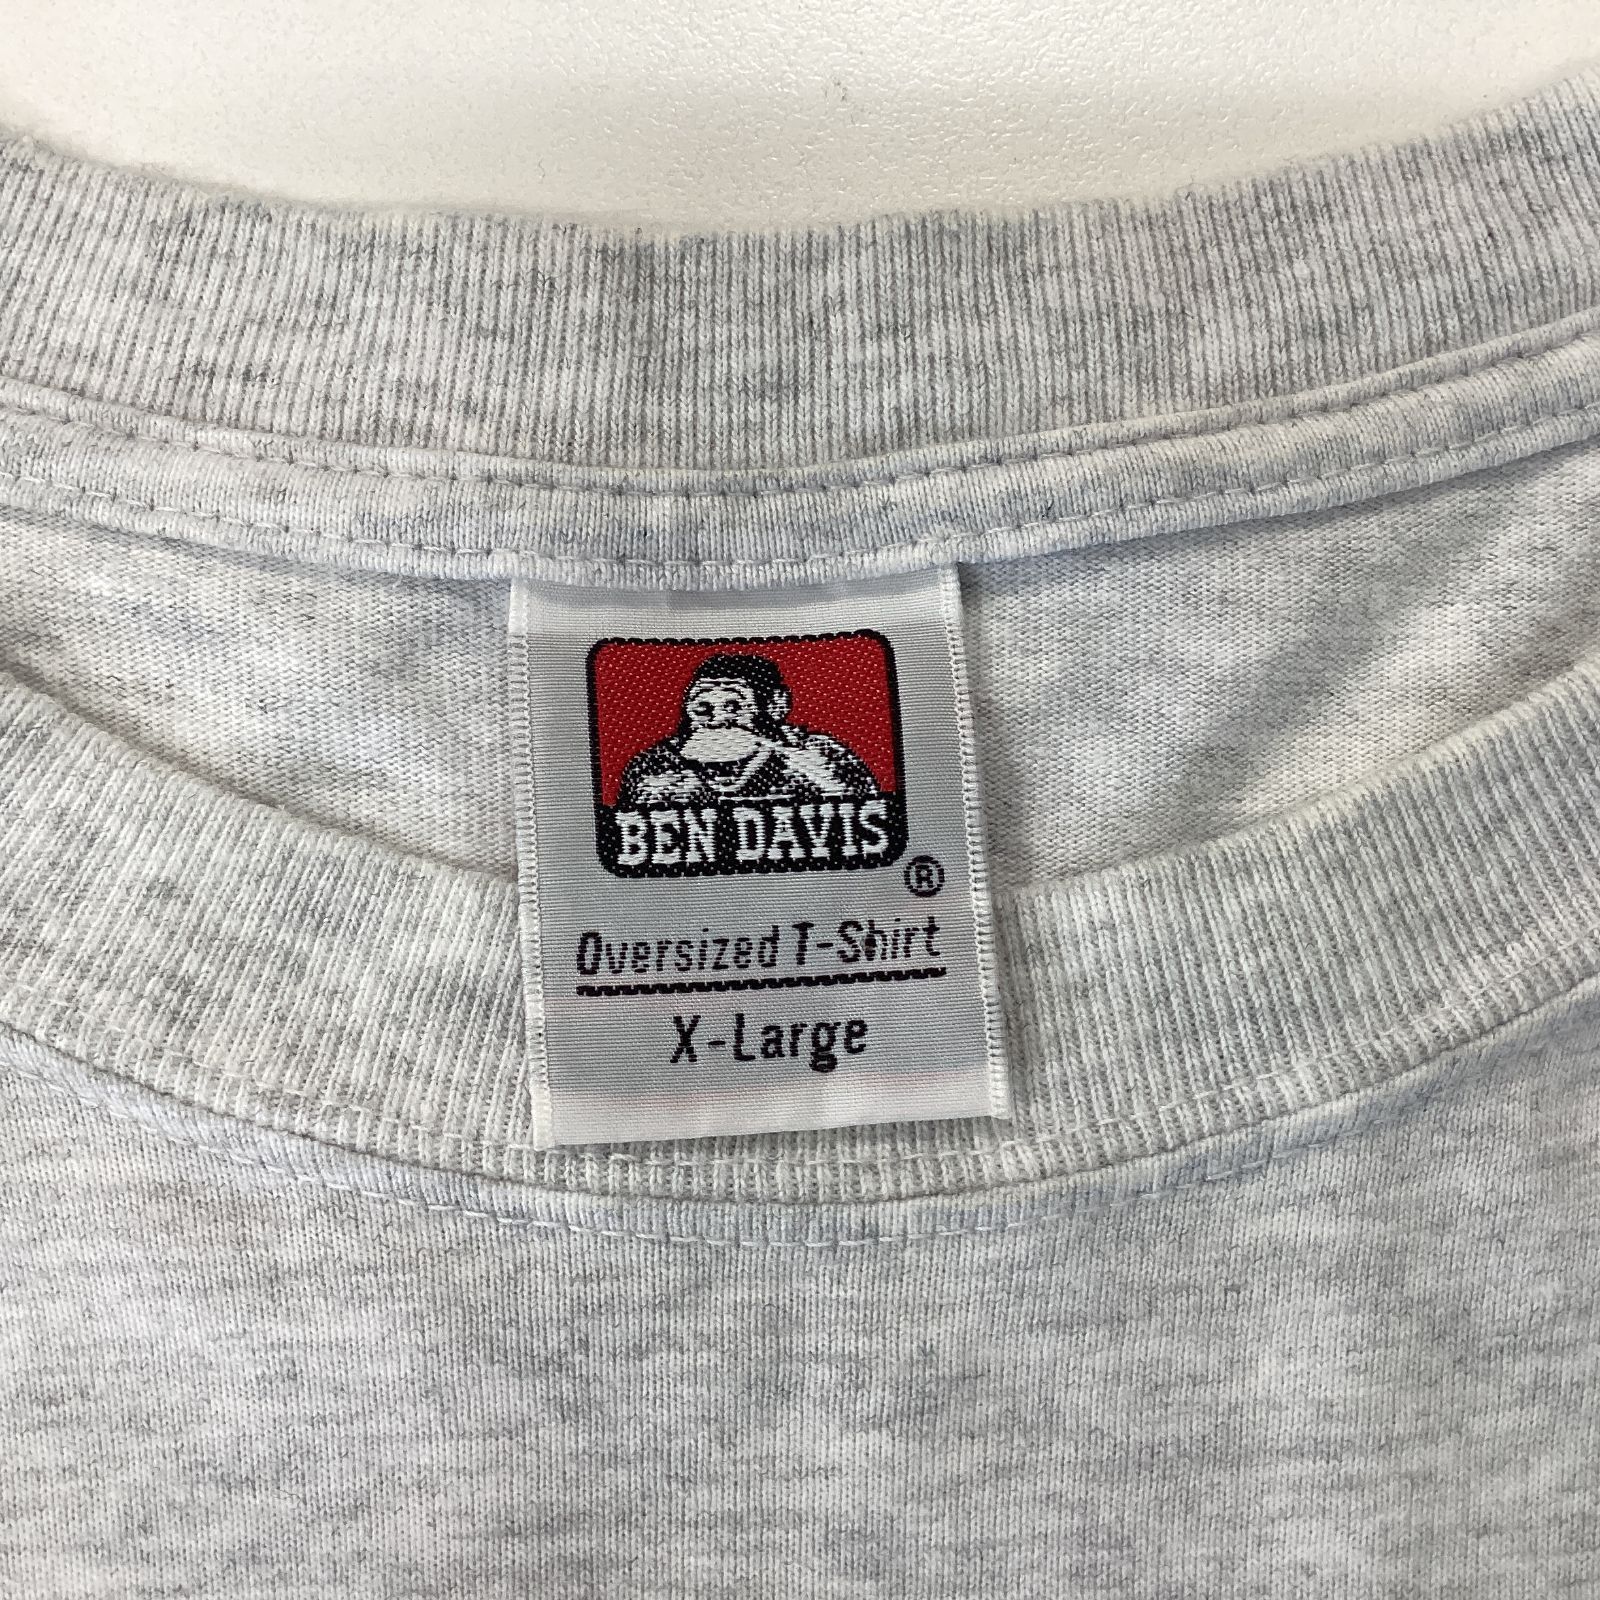 BEN DAVIS
®
Oversized T-Shirt
X-Large